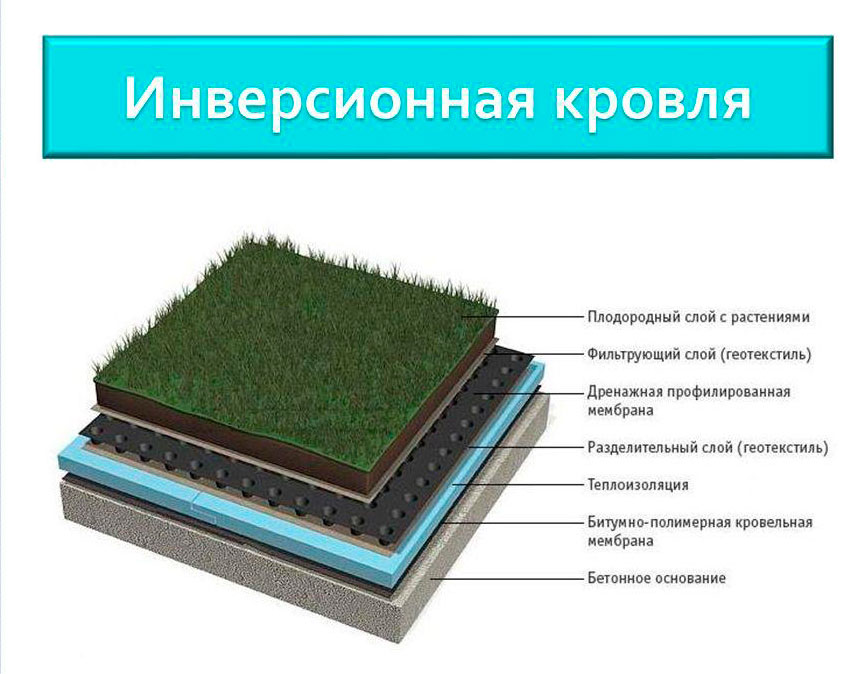 Инверсионная кровля
Плодородный слой с растениями
Фильтрующий слой (геотекстиль)
Дренажная профилированная
мембрана
Разделительный слой (геотекстиль)
Теплоизоляция
Битумно-полимерная кровельная
мембрана
Бетонное основание